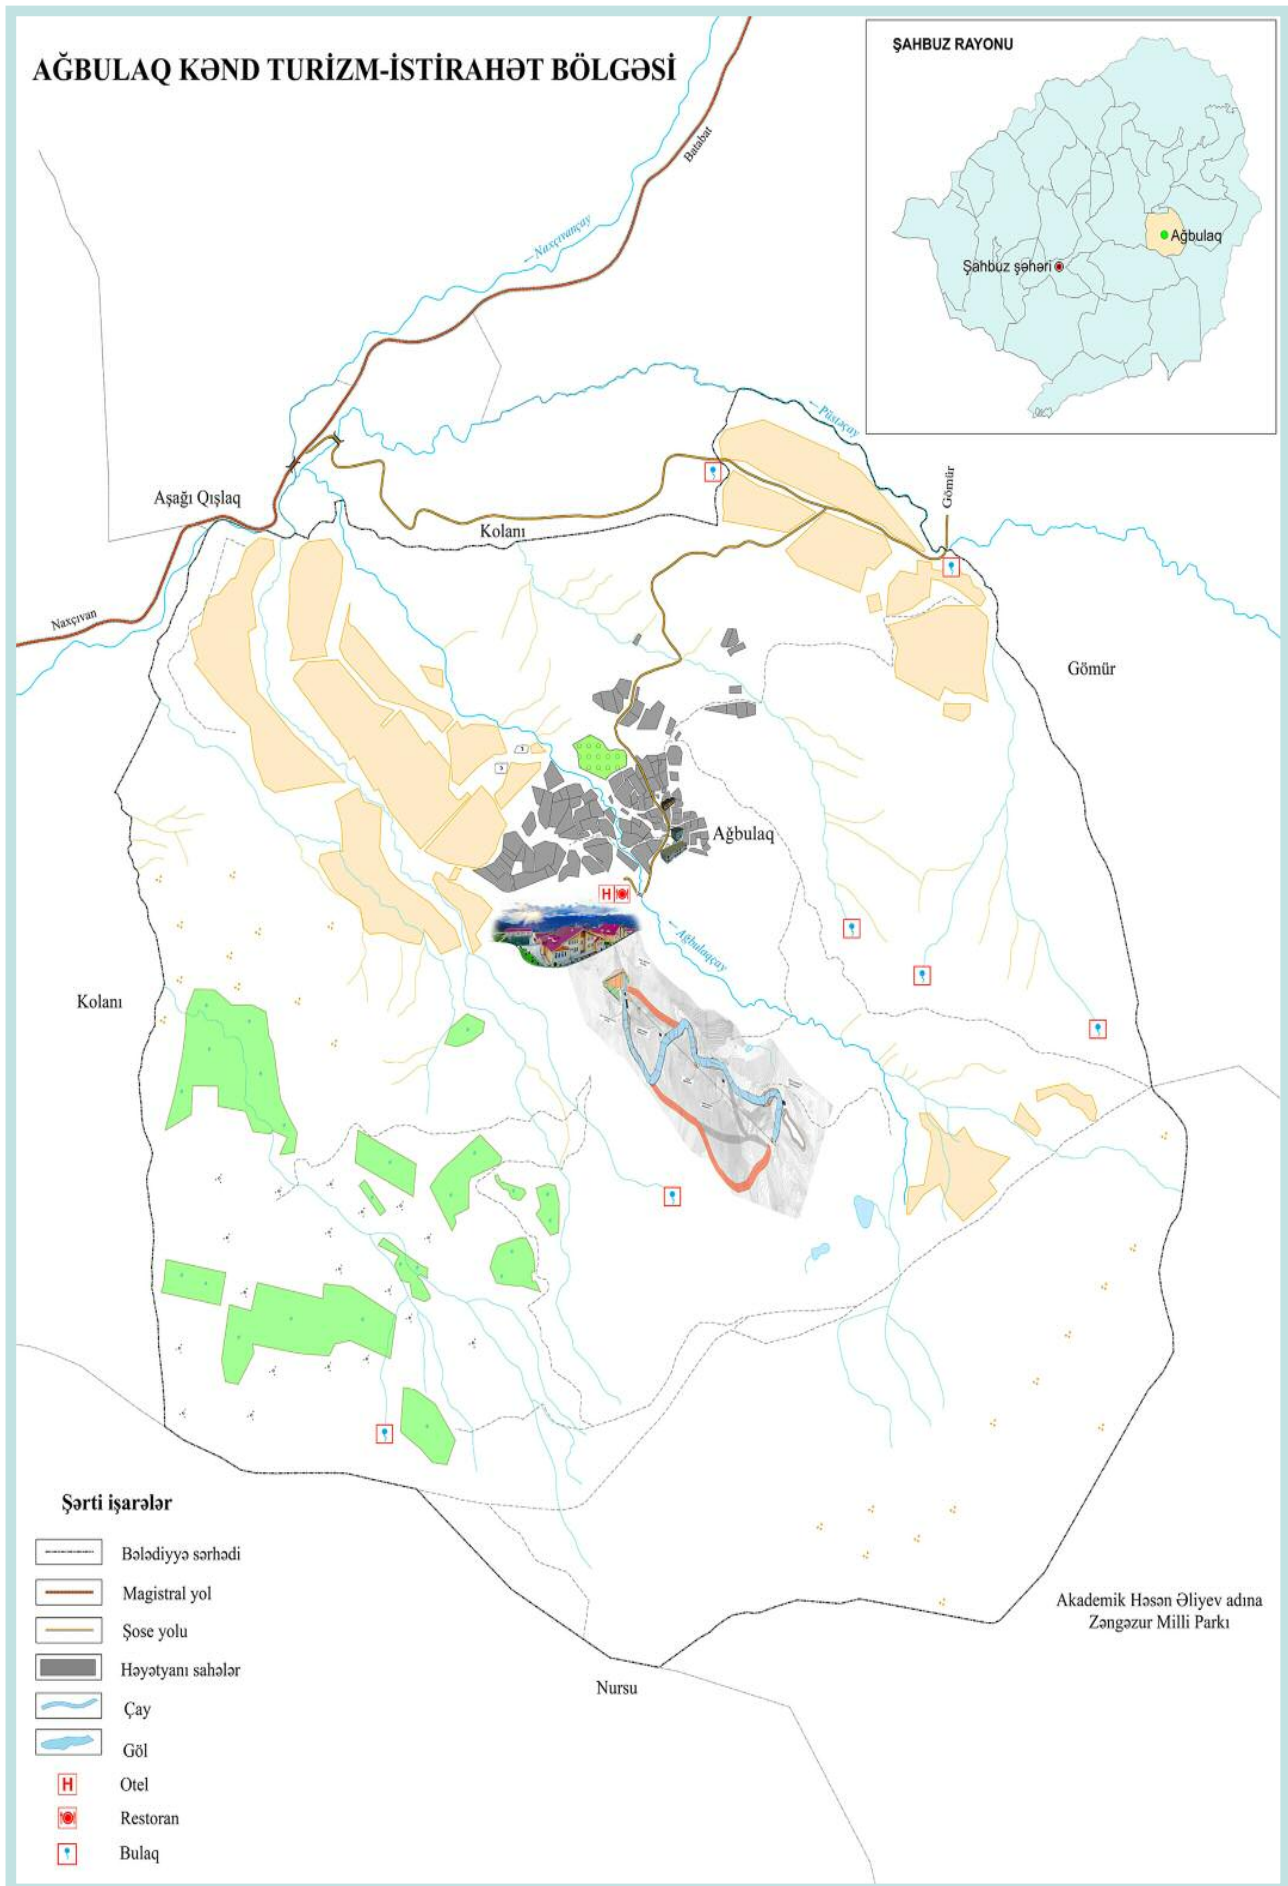 AĞBULAQ KƏND TURİZM-İSTİRAHƏT BÖLGƏSİ
ŞAHBUZ RAYONU
Ağbulaq
Şahbuz şəhəri
Batabat
Naxçıvançay
Püstəçay
Gömür
Aşağı Qışlaq
Kolanı
Naxçıvan
Gömür
Ağbulaq
H
Ağbulaqçay
Kolanı
Şərti işarələr
Bələdiyyə sərhədi
Magistral yol
Şose yolu
Həyətyanı sahələr
Çay
Göl
H Otel
Restoran
Bulaq
Akademik Həsən Əliyev adına
Zəngəzur Milli Parkı
Nursu